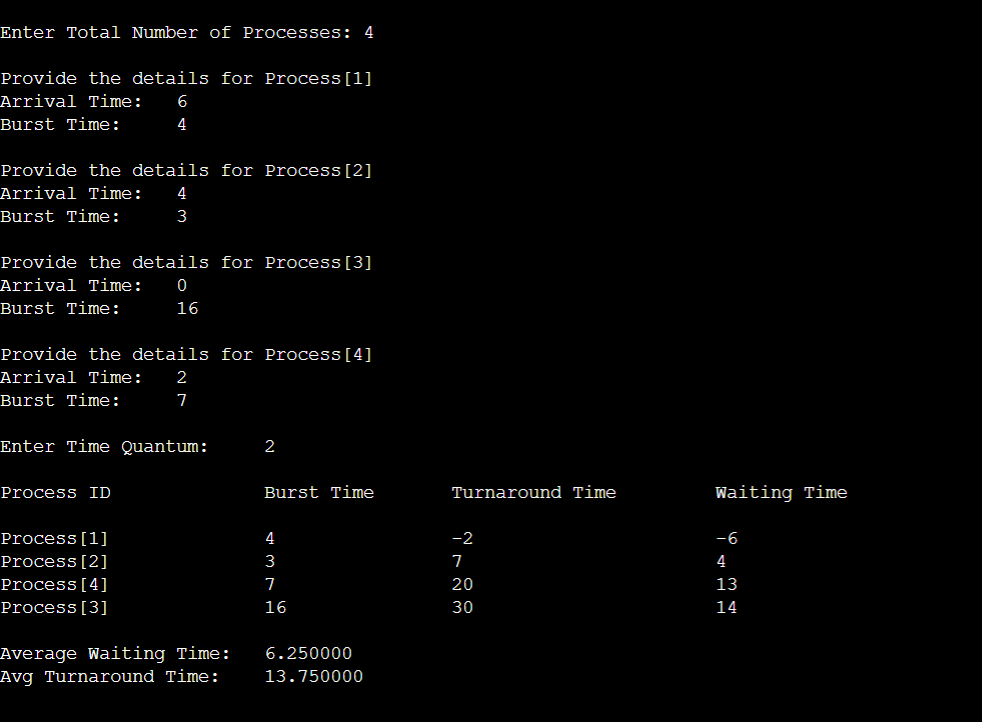 Enter Total Number of Processes: 4
Provide the details for Process[1]
Arrival Time: 6
Burst Time: 4
Provide the details for Process[2]
Arrival Time: 4
Burst Time: 3
Provide the details for Process[3]
Arrival Time: 0
Burst Time: 16
Provide the details for Process[4]
Arrival Time: 2
Burst Time: 7
Enter Time Quantum: 2
Process ID Burst Time Turnaround Time Waiting Time
Process[1] 4 -2 -6
Process[2] 3 7 4
Process[4] 7 20 13
Process[3] 16 30 14
Average Waiting Time: 6.250000
Avg Turnaround Time: 13.750000